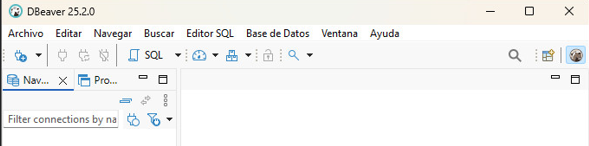 DBeaver 25.2.0
Archivo Editar Navegar Buscar Editor SQL Base de Datos Ventana Ayuda
SQL
Nav... Pro...
Filter connections by na